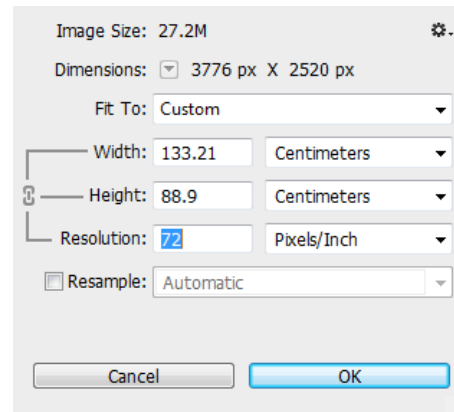 Image Size: 27.2M
Dimensions: 3776 px X 2520 px
Fit To: Custom
Width: 133.21 Centimeters
Height: 88.9 Centimeters
Resolution: 72 Pixels/Inch
Resample: Automatic
Cancel OK